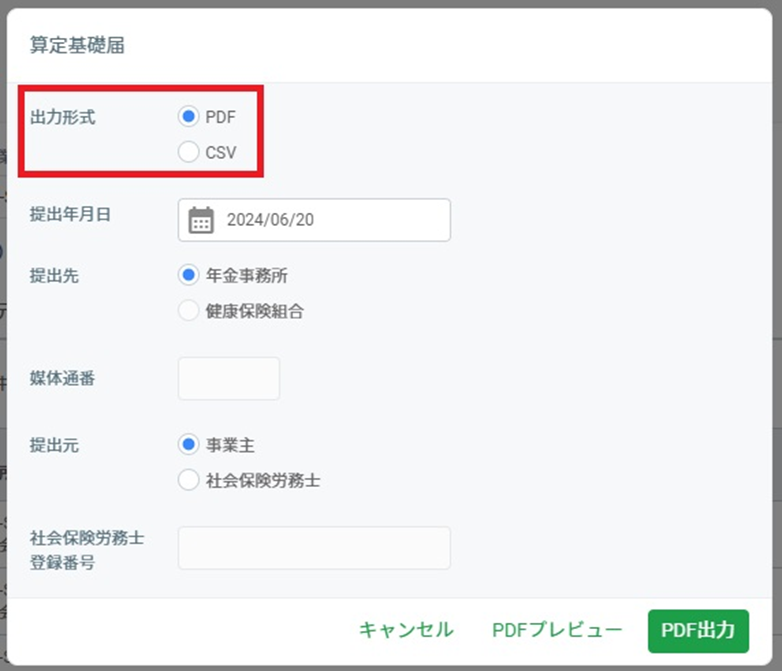 算定基礎届
出力形式
PDF
CSV
提出年月日
2024/06/20
提出先
年金事務所
健康保険組合
媒体通番
提出元
事業主
社会保険労務士
社会保険労務士
登録番号
キャンセル PDFプレビュー PDF出力